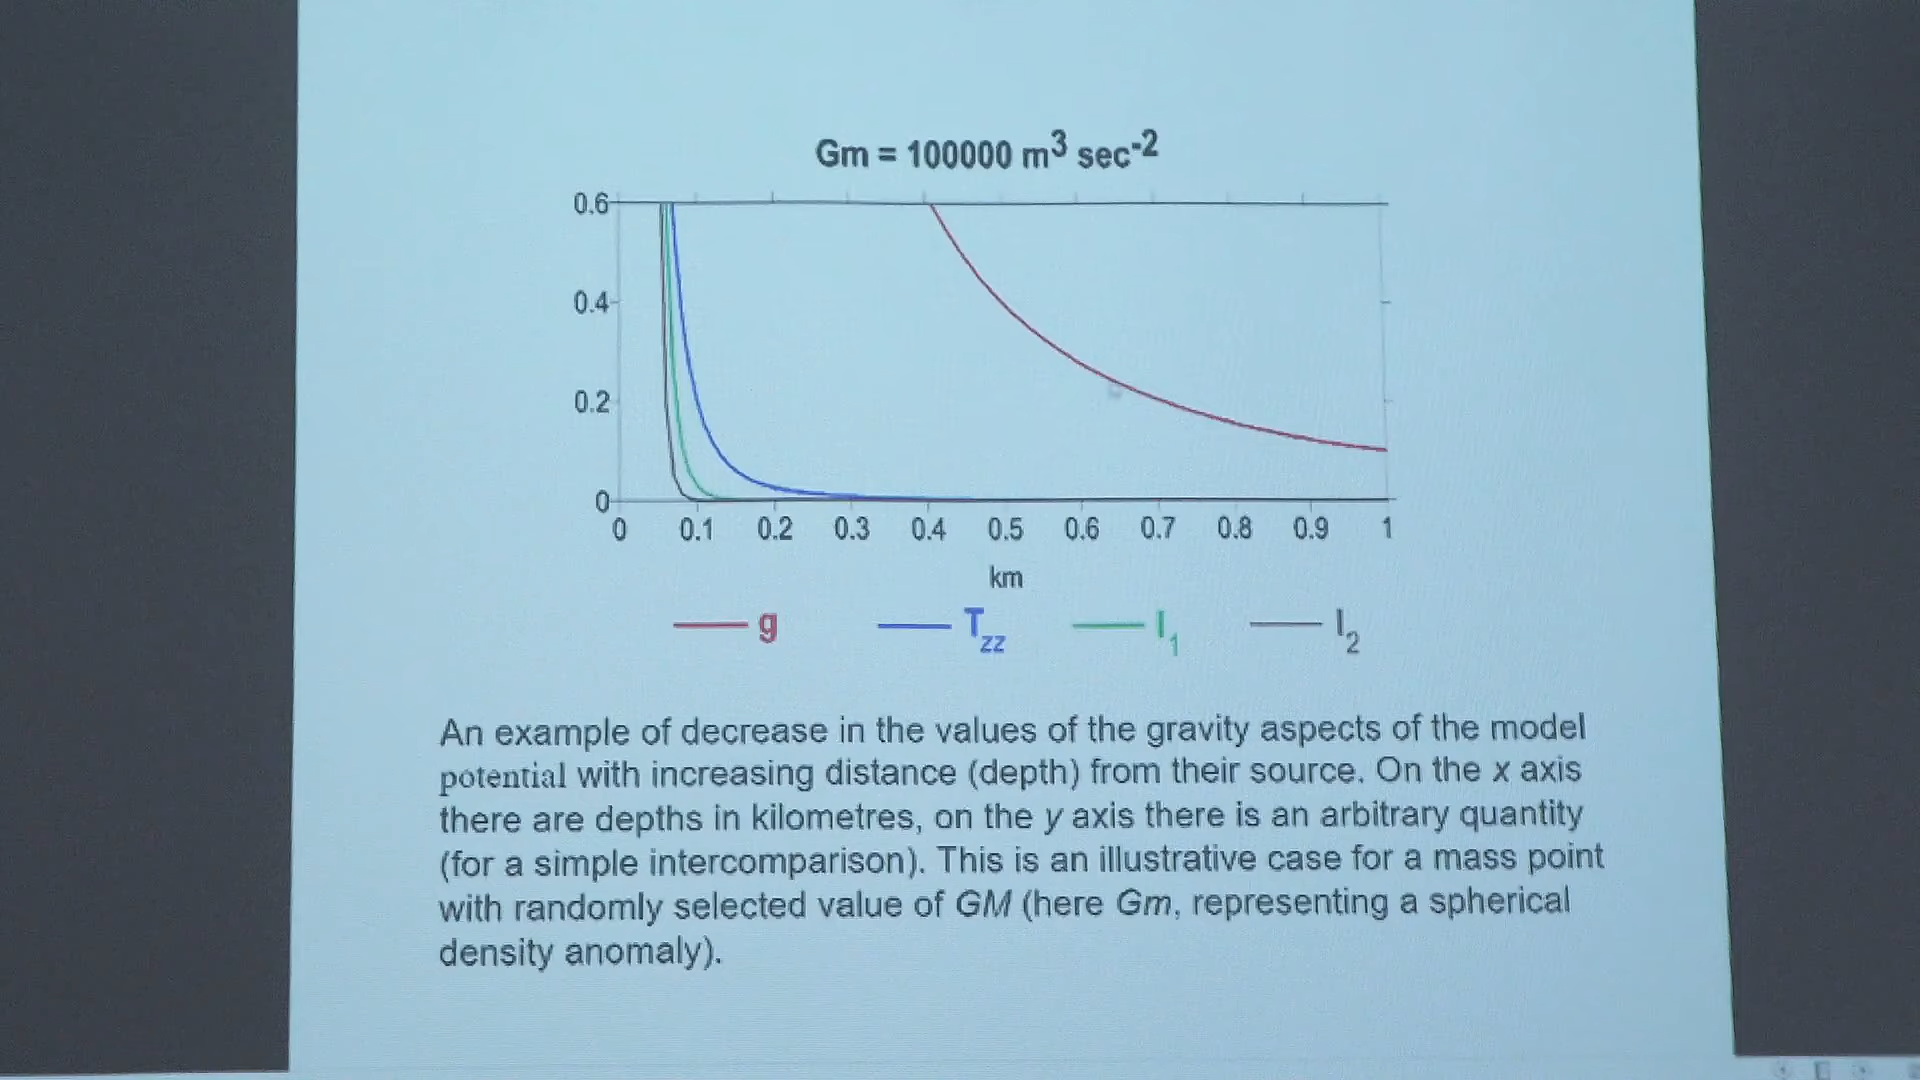 Gm = 100000 m³ sec⁻²
0.6
0.4
0.2
0
0 0.1 0.2 0.3 0.4 0.5 0.6 0.7 0.8 0.9 1
km
g T_zz I_1 I_2
An example of decrease in the values of the gravity aspects of the model
potential with increasing distance (depth) from their source. On the x axis
there are depths in kilometres, on the y axis there is an arbitrary quantity
(for a simple intercomparison). This is an illustrative case for a mass point
with randomly selected value of GM (here Gm, representing a spherical
density anomaly).